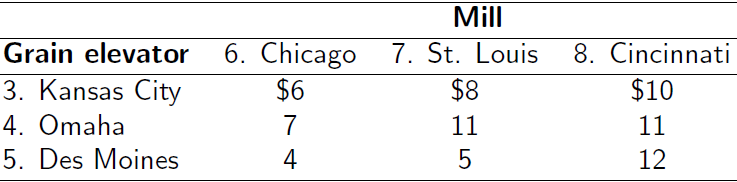 Mill
Grain elevator 6. Chicago 7. St. Louis 8. Cincinnati
3. Kansas City $6 $8 $10
4. Omaha 7 11 11
5. Des Moines 4 5 12